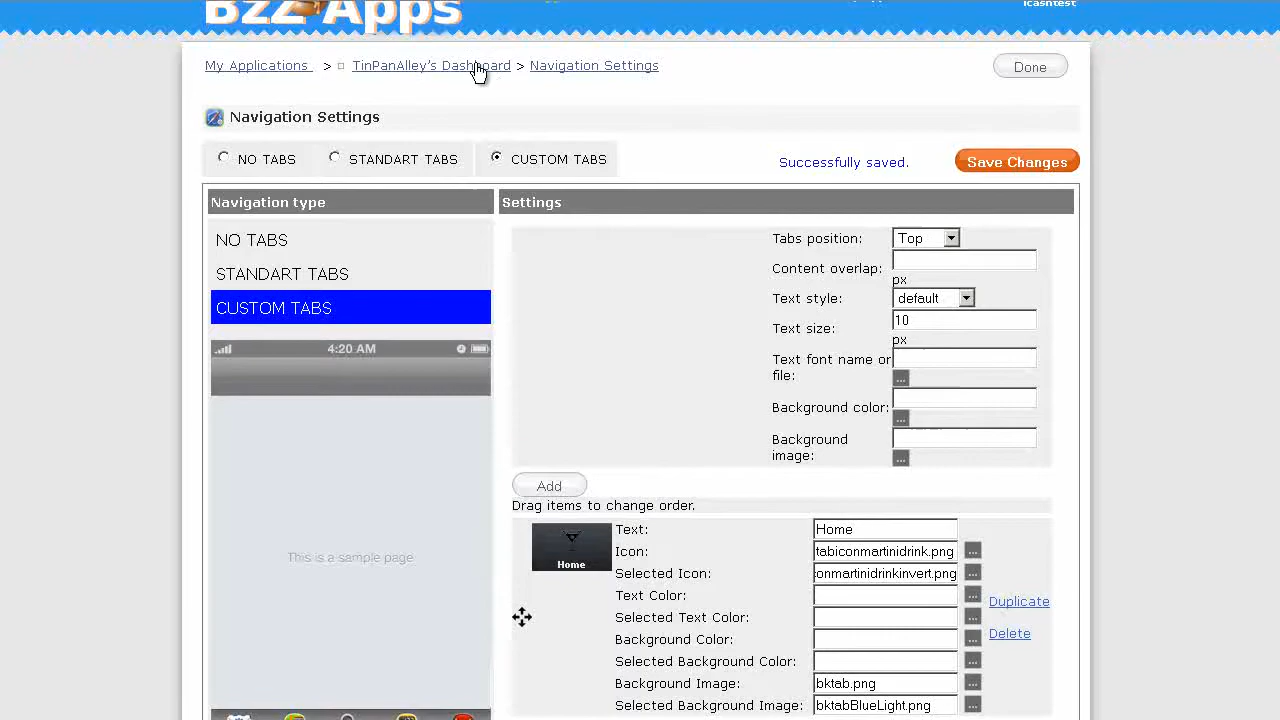 Bzz Apps
icashtest
My Applications > TinPanAlley's Dashboard > Navigation Settings
Done
Navigation Settings
NO TABS STANDART TABS CUSTOM TABS
Successfully saved. Save Changes
Navigation type
Settings
NO TABS
STANDART TABS
CUSTOM TABS
4:20 AM
This is a sample page
Tabs position: Top
Content overlap:
px
Text style: default
Text size: 10
px
Text font name or
file: ...
Background color:
...
Background
image: ...
Add
Drag items to change order.
Home
Text: Home
Icon: abiconmartinidrink.png ...
Selected Icon: onmartinidrinkinvert.png ...
Text Color: ...
Selected Text Color: ...
Background Color: ...
Selected Background Color: ...
Background Image: bktab.png ...
Selected Background Image: bktabBlueLight.png ...
Duplicate
Delete